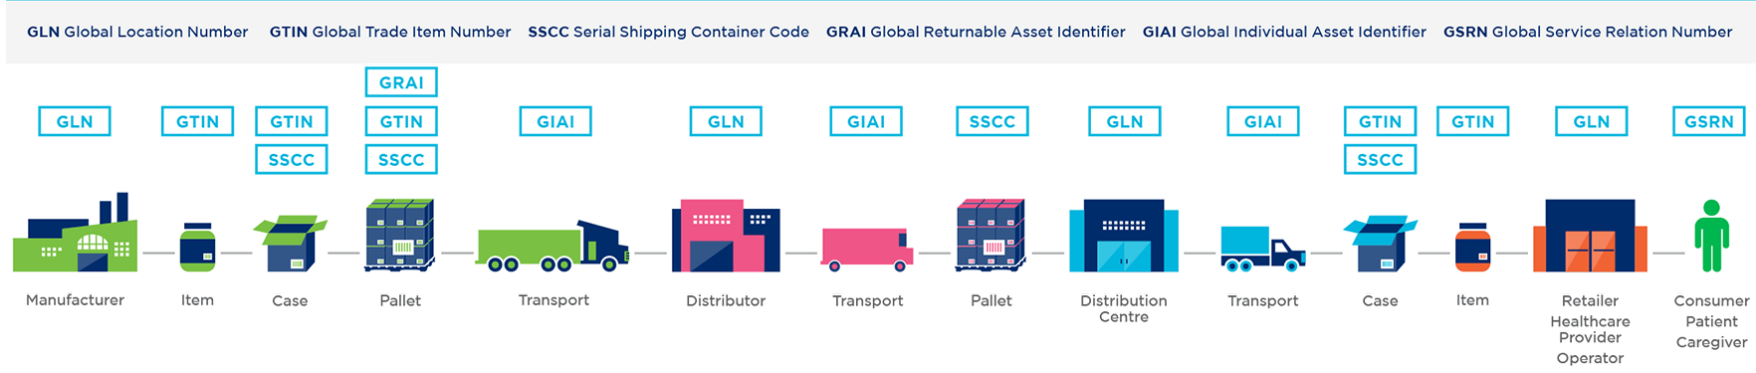 GLN Global Location Number GTIN Global Trade Item Number SSCC Serial Shipping Container Code GRAI Global Returnable Asset Identifier GIAI Global Individual Asset Identifier GSRN Global Service Relation Number
GRAI
GLN GTIN GTIN GTIN GIAI GLN GIAI SSCC GLN GIAI GTIN GTIN GLN GSRN
SSCC SSCC SSCC
Manufacturer Item Case Pallet Transport Distributor Transport Pallet Distribution Transport Case Item Retailer Consumer
Centre Healthcare Patient
Provider Caregiver
Operator